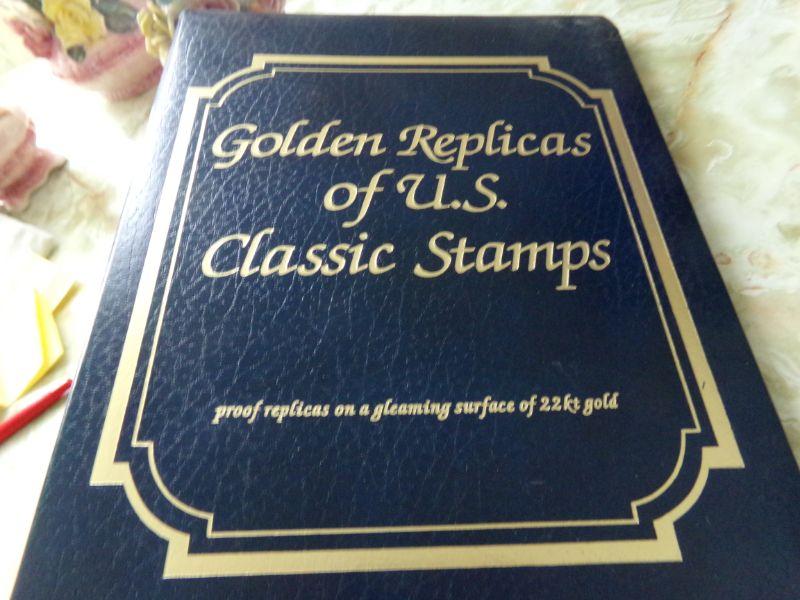 Golden Replicas
of U.S.
Classic Stamps
proof replicas on a gleaming surface of 22kt gold